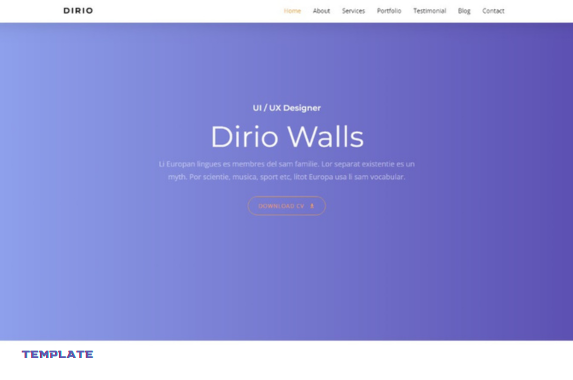 DIRIO
Home About Services Portfolio Testimonial Blog Contact
UI / UX Designer
Dirio Walls
Li Europan lingues es membres del sam familie. Lor separat existentie es un
myth. Por scientie, musica, sport etc, litot Europa usa li sam vocabular.
DOWNLOAD CV
TEMPLATE